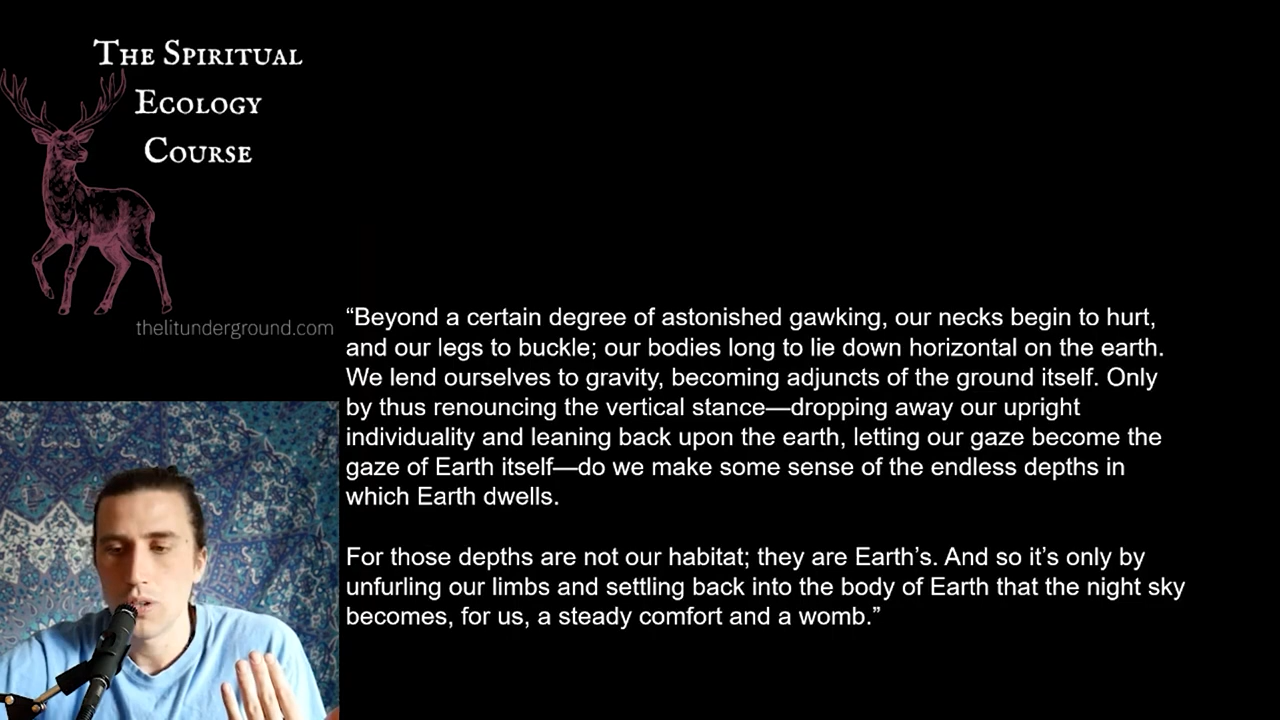 The Spiritual
Ecology
Course
thelitunderground.com
“Beyond a certain degree of astonished gawking, our necks begin to hurt,
and our legs to buckle; our bodies long to lie down horizontal on the earth.
We lend ourselves to gravity, becoming adjuncts of the ground itself. Only
by thus renouncing the vertical stance—dropping away our upright
individuality and leaning back upon the earth, letting our gaze become the
gaze of Earth itself—do we make some sense of the endless depths in
which Earth dwells.
For those depths are not our habitat; they are Earth’s. And so it’s only by
unfurling our limbs and settling back into the body of Earth that the night sky
becomes, for us, a steady comfort and a womb.”